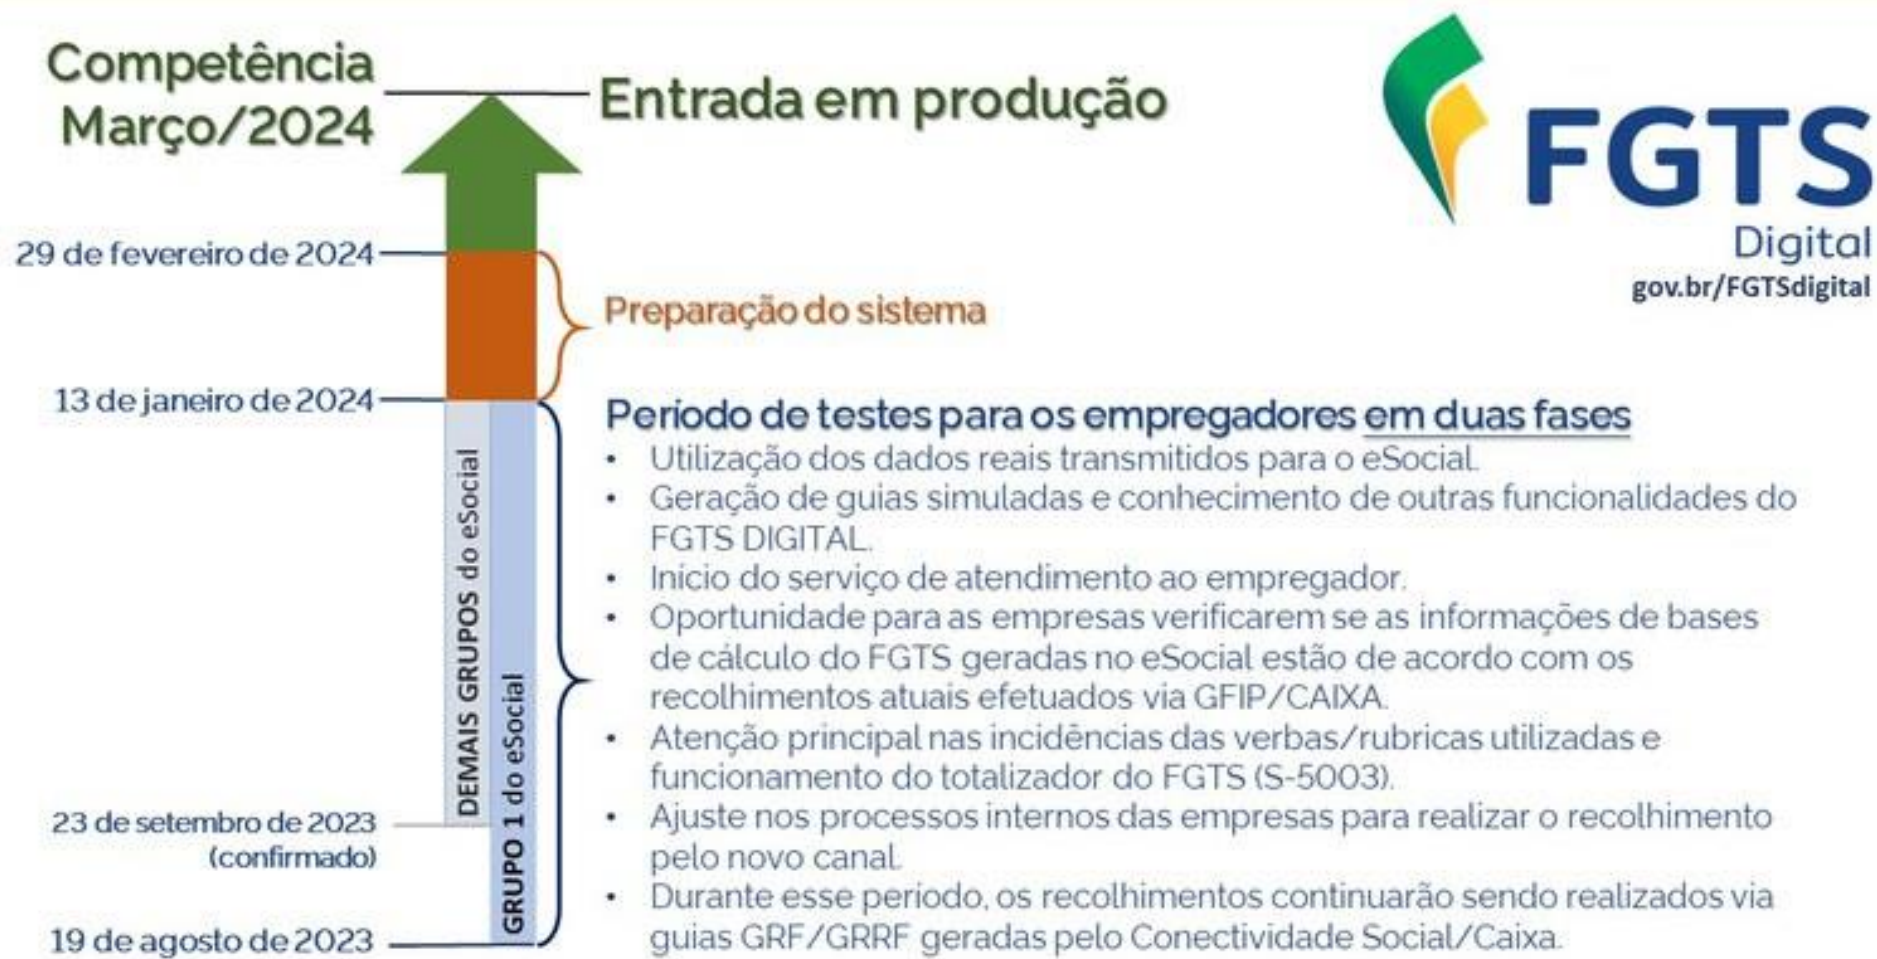 Competência
Março/2024
Entrada em produção
FGTS
Digital
gov.br/FGTSdigital
29 de fevereiro de 2024
Preparação do sistema
13 de janeiro de 2024
Período de testes para os empregadores em duas fases
• Utilização dos dados reais transmitidos para o eSocial.
• Geração de guias simuladas e conhecimento de outras funcionalidades do
FGTS DIGITAL.
• Início do serviço de atendimento ao empregador.
• Oportunidade para as empresas verificarem se as informações de bases
de cálculo do FGTS geradas no eSocial estão de acordo com os
recolhimentos atuais efetuados via GFIP/CAIXA.
• Atenção principal nas incidências das verbas/rubricas utilizadas e
funcionamento do totalizador do FGTS (S-5003).
• Ajuste nos processos internos das empresas para realizar o recolhimento
pelo novo canal.
• Durante esse período, os recolhimentos continuarão sendo realizados via
guias GRF/GRRF geradas pelo Conectividade Social/Caixa.
DEMAIS GRUPOS do eSocial
GRUPO 1 do eSocial
23 de setembro de 2023
(confirmado)
19 de agosto de 2023